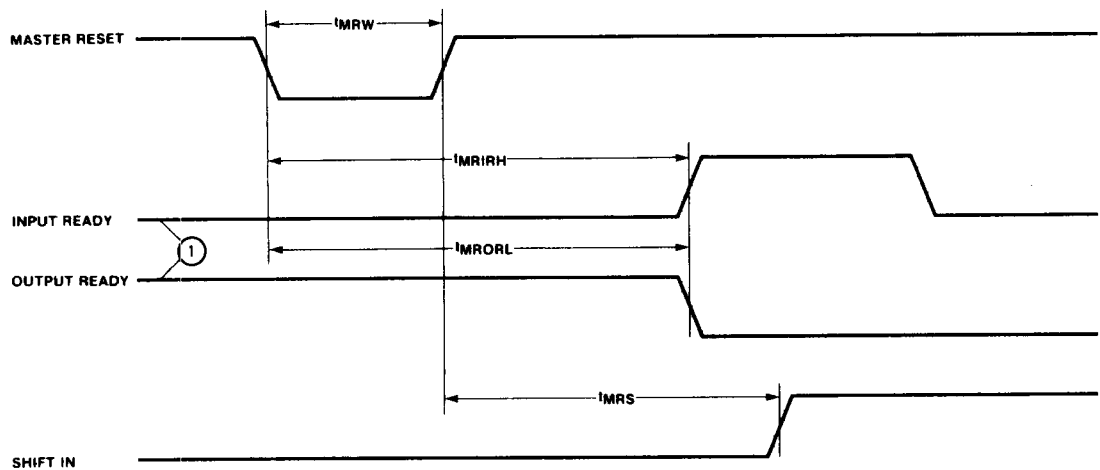 tMRW
MASTER RESET
tMRIRH
INPUT READY
1
tMRORL
OUTPUT READY
tMRS
SHIFT IN